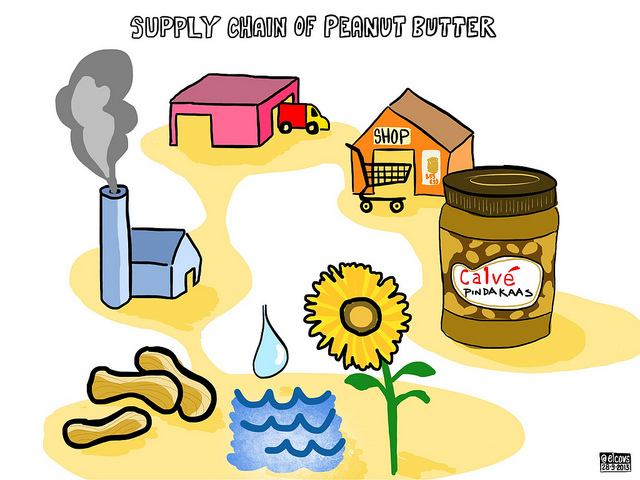 SUPPLY CHAIN OF PEANUT BUTTER
SHOP
Calvé
PINDAKAAS
@elcovs
28-3-2013